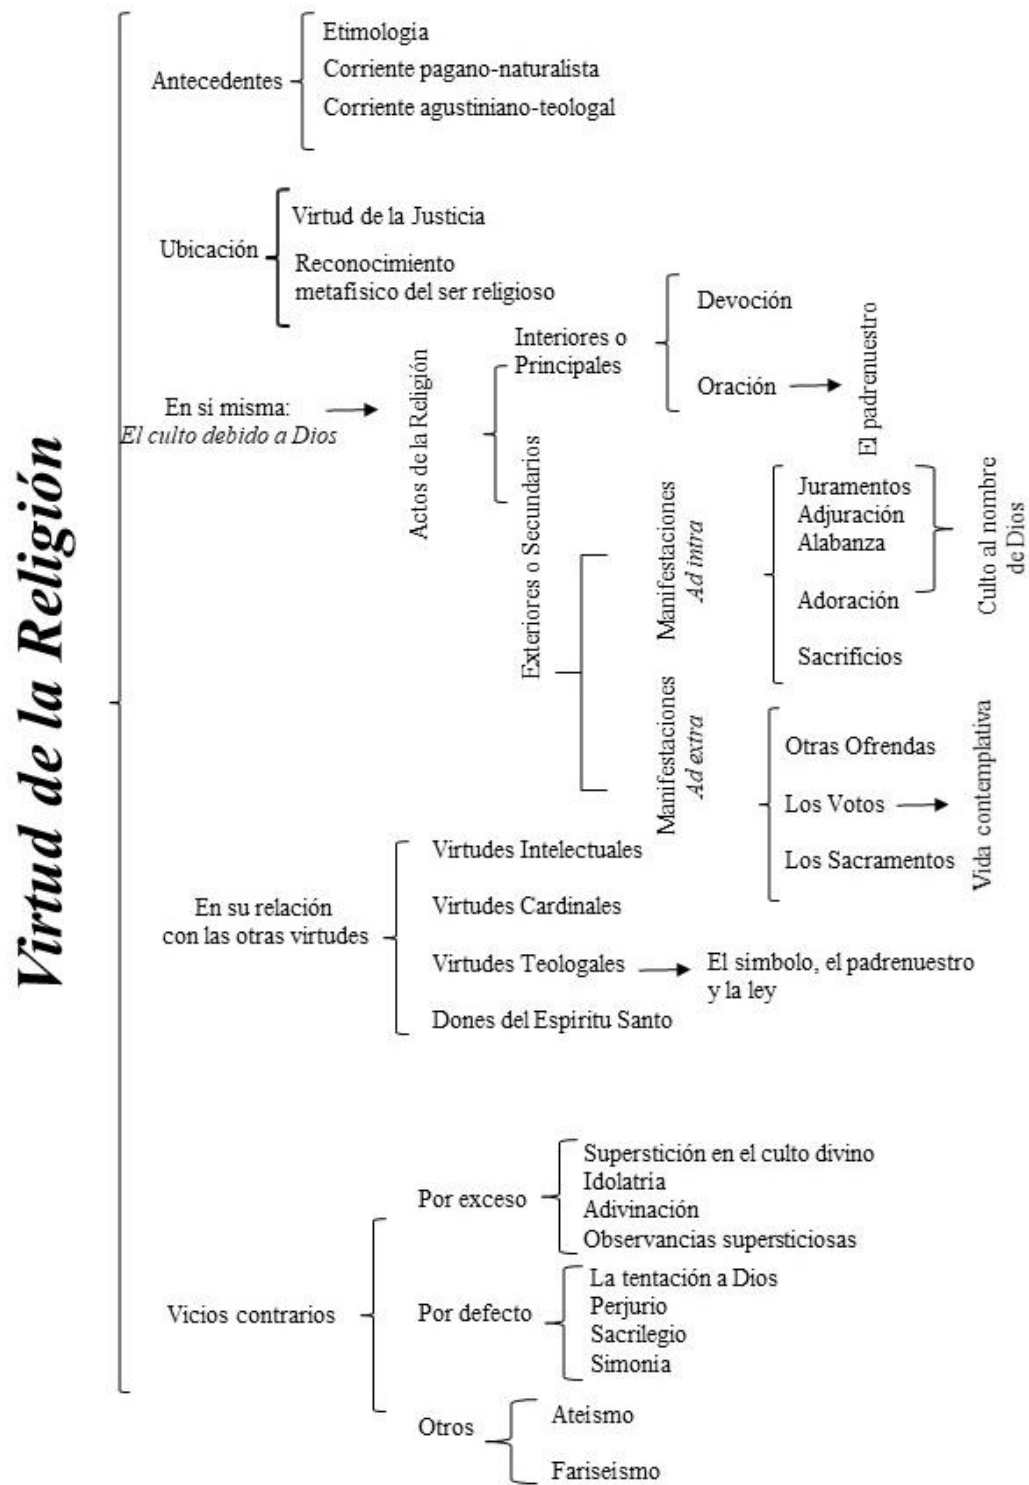 Virtud de la Religión
Antecedentes
Etimologia
Corriente pagano-naturalista
Corriente agustiniano-teologal
Ubicación
Virtud de la Justicia
Reconocimiento
metafísico del ser religioso
En sí misma:
El culto debido a Dios
Actos de la Religión
Interiores o
Principales
Devoción
Oración
El padrenuestro
Exteriores o Secundarios
Manifestaciones
Ad intra
Juramentos
Adjuración
Alabanza
Adoración
Sacrificios
Culto al nombre
de Dios
Manifestaciones
Ad extra
Otras Ofrendas
Los Votos
Los Sacramentos
Vida contemplativa
En su relación
con las otras virtudes
Virtudes Intelectuales
Virtudes Cardinales
Virtudes Teologales
El simbolo, el padrenuestro
y la ley
Dones del Espíritu Santo
Vicios contrarios
Por exceso
Superstición en el culto divino
Idolatria
Adivinación
Observancias supersticiosas
Por defecto
La tentación a Dios
Perjurio
Sacrilegio
Simonia
Otros
Ateísmo
Fariseísmo